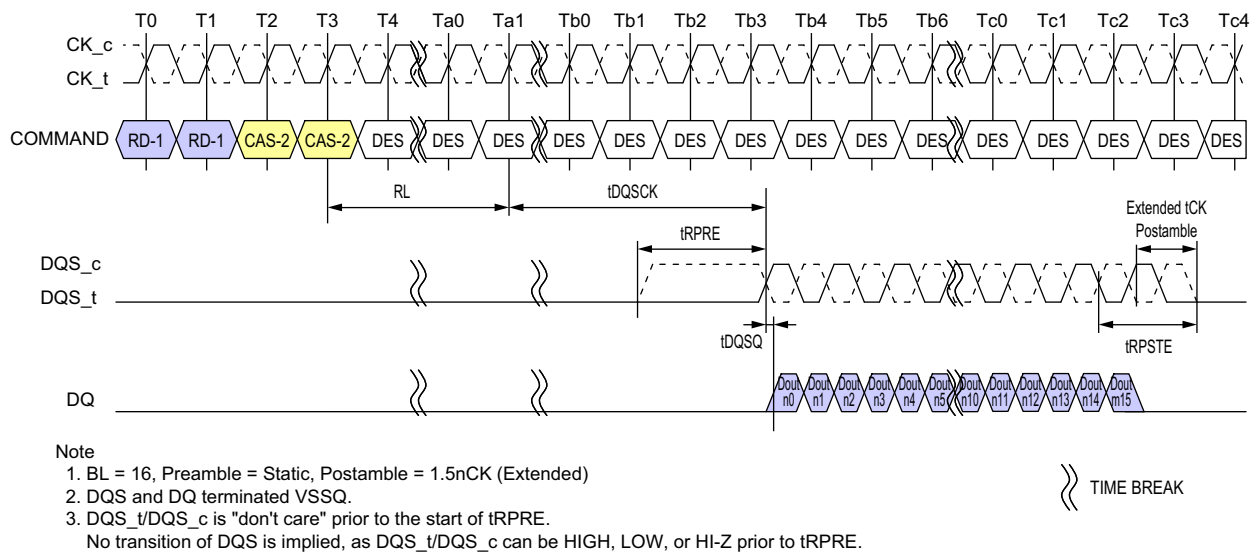 T0 T1 T2 T3 T4 Ta0 Ta1 Tb0 Tb1 Tb2 Tb3 Tb4 Tb5 Tb6 Tc0 Tc1 Tc2 Tc3 Tc4
CK_c
CK_t
COMMAND RD-1 RD-1 CAS-2 CAS-2 DES DES DES DES DES DES DES DES DES DES DES DES DES DES DES
RL tDQSCK
Extended tCK
Postamble
tRPRE
DQS_c
DQS_t
tDQSQ
tRPSTE
DQ
Dout Dout Dout Dout Dout Dout Dout Dout Dout Dout Dout Dout
n0 n1 n2 n3 n4 n5 n10 n11 n12 n13 n14 m15
Note
1. BL = 16, Preamble = Static, Postamble = 1.5nCK (Extended)
2. DQS and DQ terminated VSSQ.
3. DQS_t/DQS_c is "don't care" prior to the start of tRPRE.
No transition of DQS is implied, as DQS_t/DQS_c can be HIGH, LOW, or HI-Z prior to tRPRE.
TIME BREAK